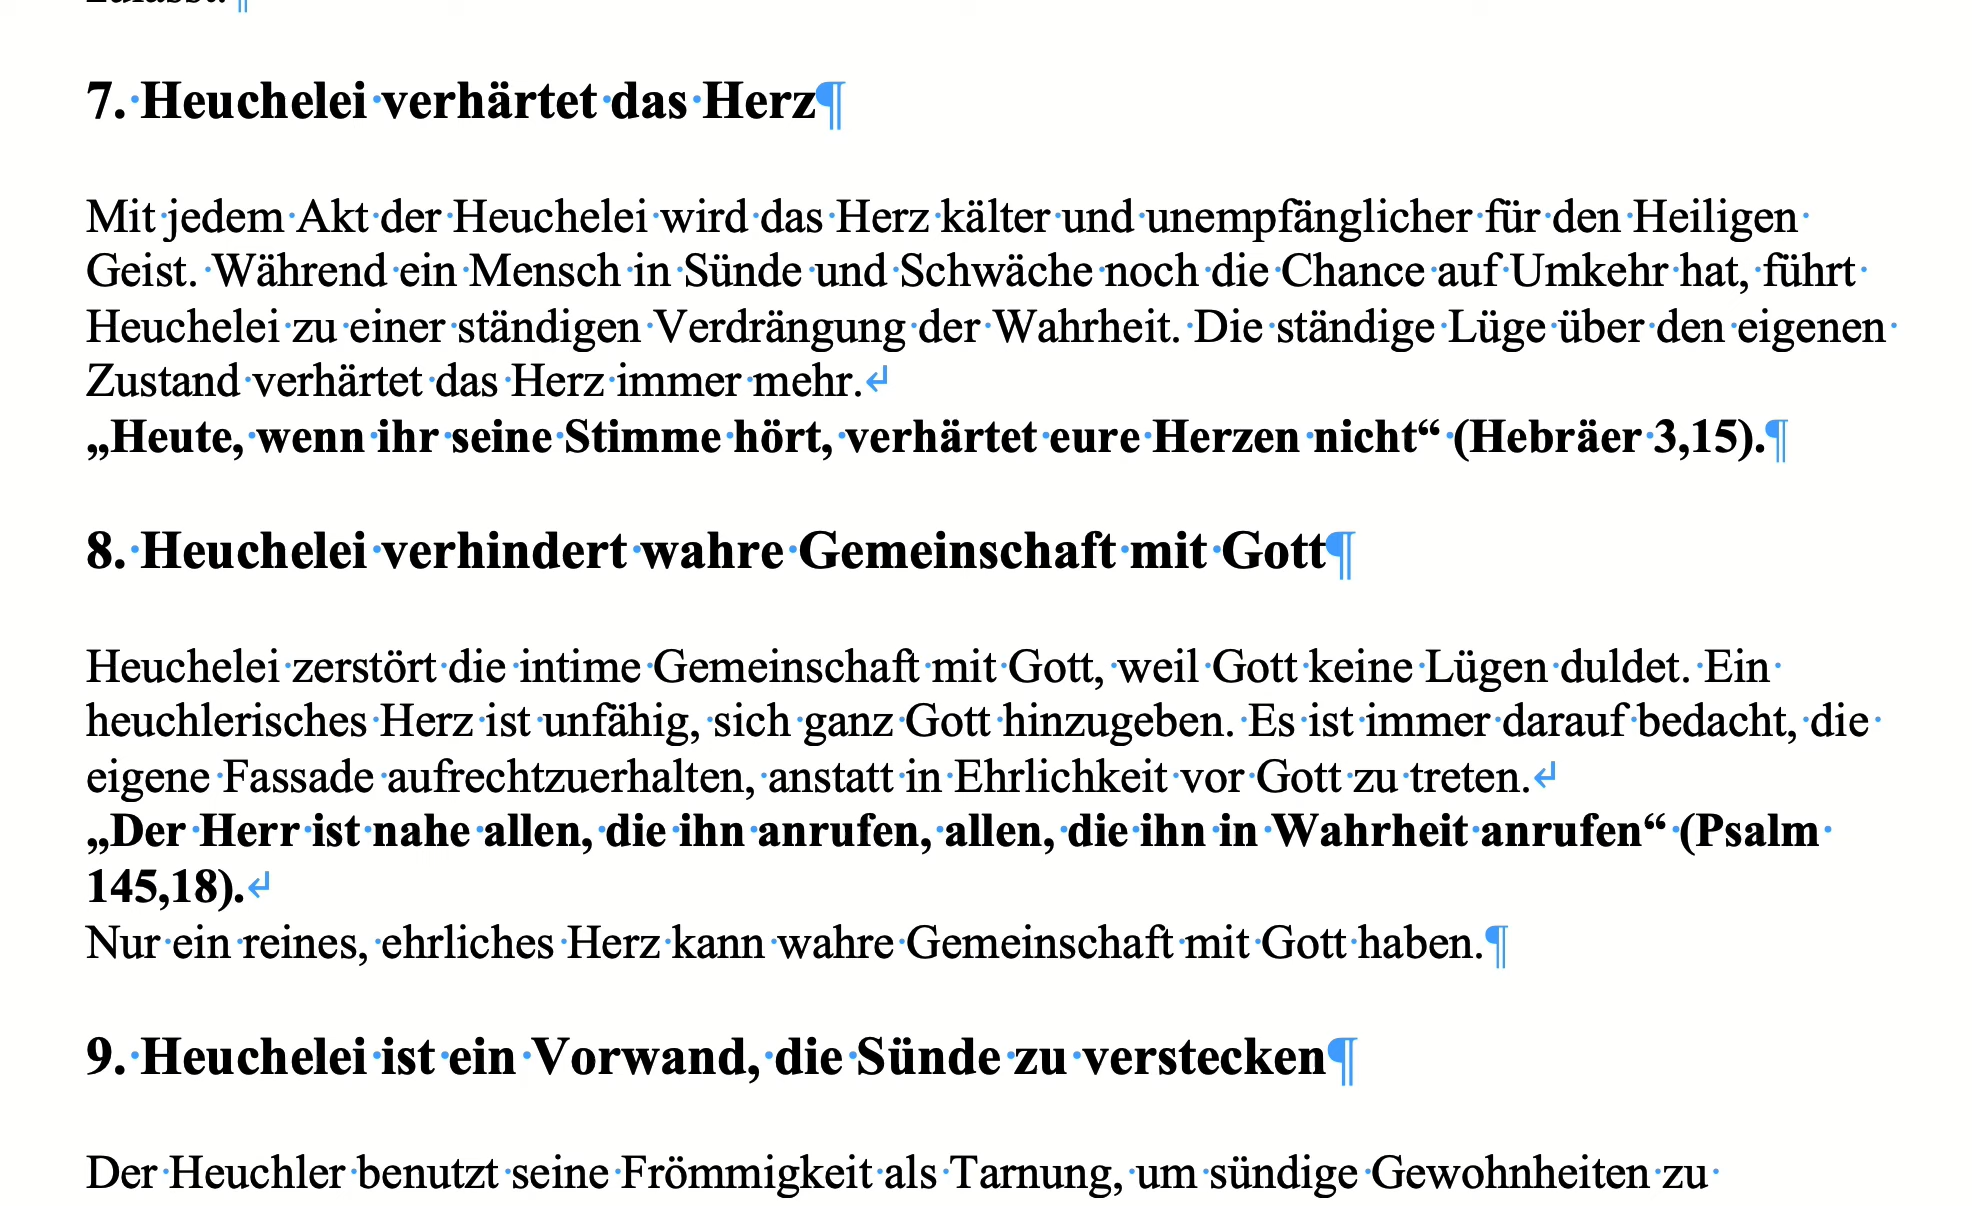 7. Heuchelei verhärtet das Herz¶
Mit jedem Akt der Heuchelei wird das Herz kälter und unempfänglicher für den Heiligen
Geist. Während ein Mensch in Sünde und Schwäche noch die Chance auf Umkehr hat, führt
Heuchelei zu einer ständigen Verdrängung der Wahrheit. Die ständige Lüge über den eigenen
Zustand verhärtet das Herz immer mehr.↵
„Heute, wenn ihr seine Stimme hört, verhärtet eure Herzen nicht“ (Hebräer 3,15).¶
8. Heuchelei verhindert wahre Gemeinschaft mit Gott¶
Heuchelei zerstört die intime Gemeinschaft mit Gott, weil Gott keine Lügen duldet. Ein
heuchlerisches Herz ist unfähig, sich ganz Gott hinzugeben. Es ist immer darauf bedacht, die
eigene Fassade aufrechtzuerhalten, anstatt in Ehrlichkeit vor Gott zu treten.↵
„Der Herr ist nahe allen, die ihn anrufen, allen, die ihn in Wahrheit anrufen“ (Psalm
145,18).↵
Nur ein reines, ehrliches Herz kann wahre Gemeinschaft mit Gott haben.¶
9. Heuchelei ist ein Vorwand, die Sünde zu verstecken¶
Der Heuchler benutzt seine Frömmigkeit als Tarnung, um sündige Gewohnheiten zu